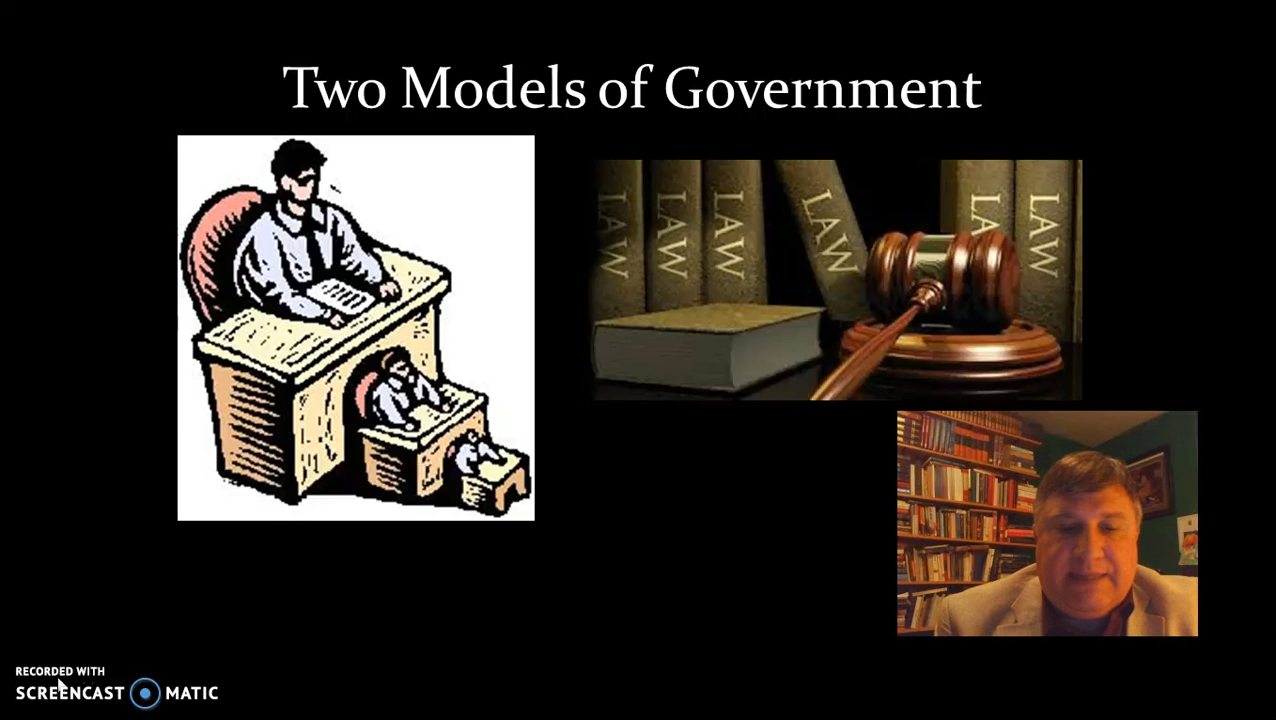 Two Models of Government
LAW
LAW
LAW
LAW
LAW
LAW
RECORDED WITH
SCREENCAST MATIC